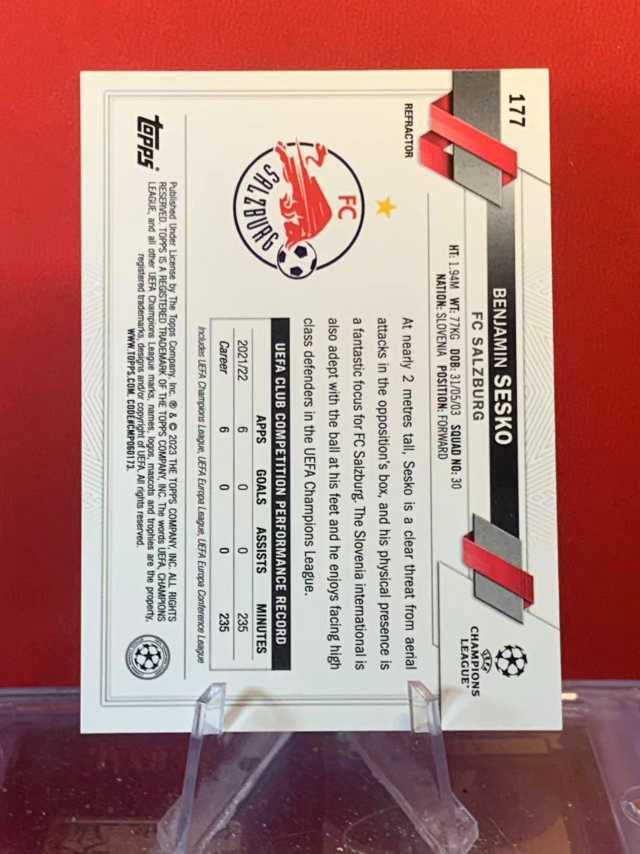 177
REFRACTOR
BENJAMIN SESKO
FC SALZBURG
HT: 1.94M WT: 77KG DOB: 31/05/03 SQUAD NO: 30
NATION: SLOVENIA POSITION: FORWARD
UEFA
CHAMPIONS
LEAGUE™
FC
SALZBURG
At nearly 2 metres tall, Sesko is a clear threat from aerial
attacks in the opposition's box, and his physical presence is
a fantastic focus for FC Salzburg. The Slovenia international is
also adept with the ball at his feet and he enjoys facing high
class defenders in the UEFA Champions League.
UEFA CLUB COMPETITION PERFORMANCE RECORD
APPS GOALS ASSISTS MINUTES
2021/22 6 0 0 235
Career 6 0 0 235
Includes UEFA Champions League, UEFA Europa League, UEFA Europa Conference League
topps
Published Under License by The Topps Company, Inc. ® & © 2023 THE TOPPS COMPANY, INC. ALL RIGHTS
RESERVED. TOPPS IS A REGISTERED TRADEMARK OF THE TOPPS COMPANY, INC. The words UEFA, CHAMPIONS
LEAGUE, and all other UEFA Champions League marks, names, logos, mascots and trophies are the property,
registered trademarks, designs and/or copyright of UEFA. All rights reserved.
WWW.TOPPS.COM. CODE#CMP060173.